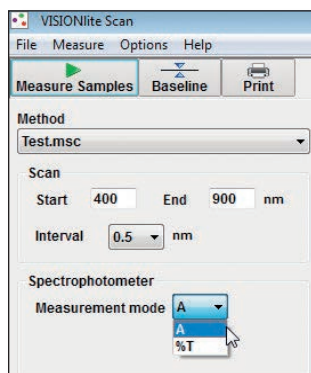 VISIONlite Scan
File Measure Options Help
Measure Samples Baseline Print
Method
Test.msc
Scan
Start 400 End 900 nm
Interval 0.5 nm
Spectrophotometer
Measurement mode A
A
%T